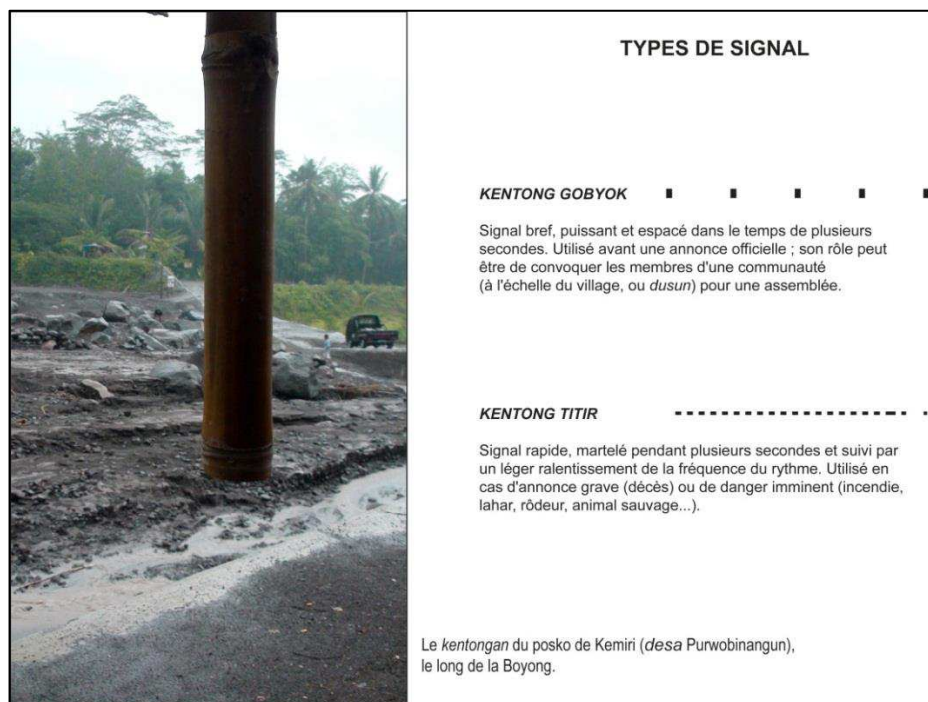 TYPES DE SIGNAL
KENTONG GOBYOK
Signal bref, puissant et espacé dans le temps de plusieurs
secondes. Utilisé avant une annonce officielle ; son rôle peut
être de convoquer les membres d'une communauté
(à l'échelle du village, ou dusun) pour une assemblée.
KENTONG TITIR
Signal rapide, martelé pendant plusieurs secondes et suivi par
un léger ralentissement de la fréquence du rythme. Utilisé en
cas d'annonce grave (décès) ou de danger imminent (incendie,
lahar, rôdeur, animal sauvage...).
Le kentongan du posko de Kemiri (desa Purwobinangun),
le long de la Boyong.